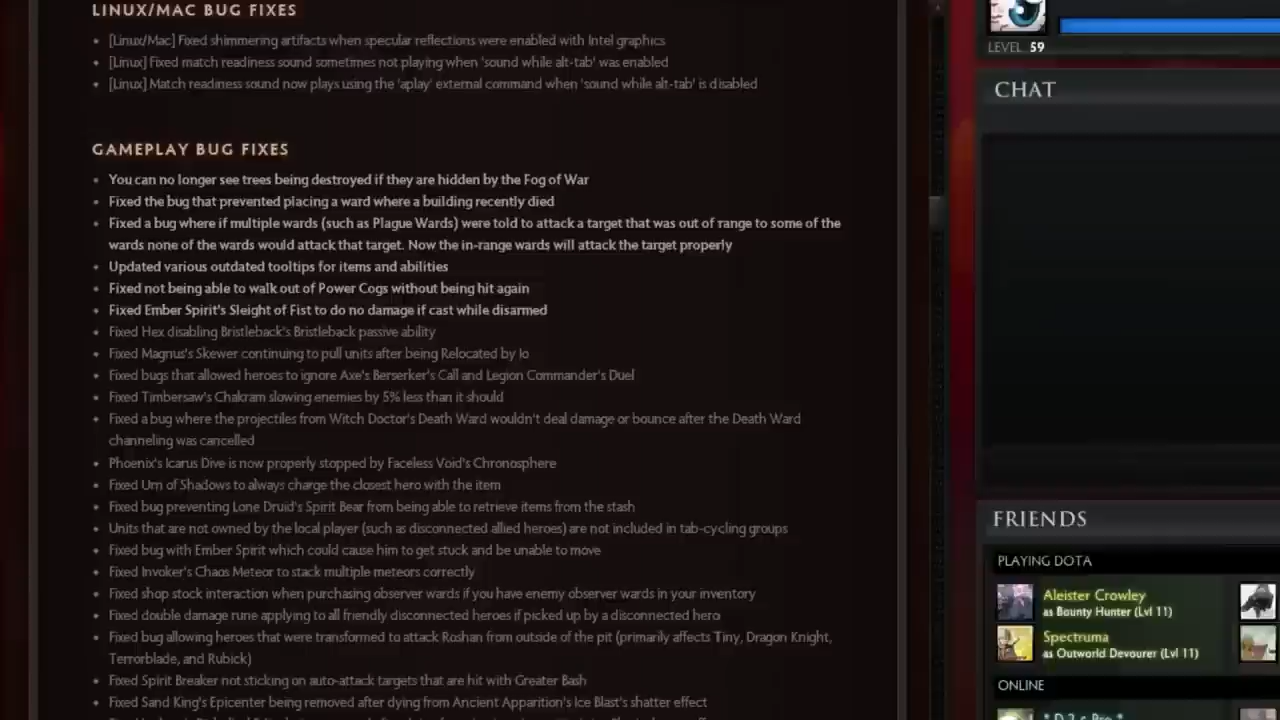 LINUX/MAC BUG FIXES
• [Linux/Mac] Fixed shimmering artifacts when specular reflections were enabled with Intel graphics
• [Linux] Fixed match readiness sound sometimes not playing when 'sound while alt-tab' was enabled
• [Linux] Match readiness sound now plays using the 'aplay' external command when 'sound while alt-tab' is disabled
GAMEPLAY BUG FIXES
• You can no longer see trees being destroyed if they are hidden by the Fog of War
• Fixed the bug that prevented placing a ward where a building recently died
• Fixed a bug where if multiple wards (such as Plague Wards) were told to attack a target that was out of range to some of the
wards none of the wards would attack that target. Now the in-range wards will attack the target properly
• Updated various outdated tooltips for items and abilities
• Fixed not being able to walk out of Power Cogs without being hit again
• Fixed Ember Spirit's Sleight of Fist to do no damage if cast while disarmed
• Fixed Hex disabling Bristleback's Bristleback passive ability
• Fixed Magnus's Skewer continuing to pull units after being Relocated by Io
• Fixed bugs that allowed heroes to ignore Axe's Berserker's Call and Legion Commander's Duel
• Fixed Timbersaw's Chakram slowing enemies by 5% less than it should
• Fixed a bug where the projectiles from Witch Doctor's Death Ward wouldn't deal damage or bounce after the Death Ward
channeling was cancelled
• Phoenix's Icarus Dive is now properly stopped by Faceless Void's Chronosphere
• Fixed Urn of Shadows to always charge the closest hero with the item
• Fixed bug preventing Lone Druid's Spirit Bear from being able to retrieve items from the stash
• Units that are not owned by the local player (such as disconnected allied heroes) are not included in tab-cycling groups
• Fixed bug with Ember Spirit which could cause him to get stuck and be unable to move
• Fixed Invoker's Chaos Meteor to stack multiple meteors correctly
• Fixed shop stock interaction when purchasing observer wards if you have enemy observer wards in your inventory
• Fixed double damage rune applying to all friendly disconnected heroes if picked up by a disconnected hero
• Fixed bug allowing heroes that were transformed to attack Roshan from outside of the pit (primarily affects Tiny, Dragon Knight,
Terrorblade, and Rubick)
• Fixed Spirit Breaker not sticking on auto-attack targets that are hit with Greater Bash
• Fixed Sand King's Epicenter being removed after dying from Ancient Apparition's Ice Blast's shatter effect
LEVEL 59
CHAT
FRIENDS
PLAYING DOTA
Aleister Crowley
as Bounty Hunter (Lvl 11)
Spectruma
as Outworld Devourer (Lvl 11)
ONLINE